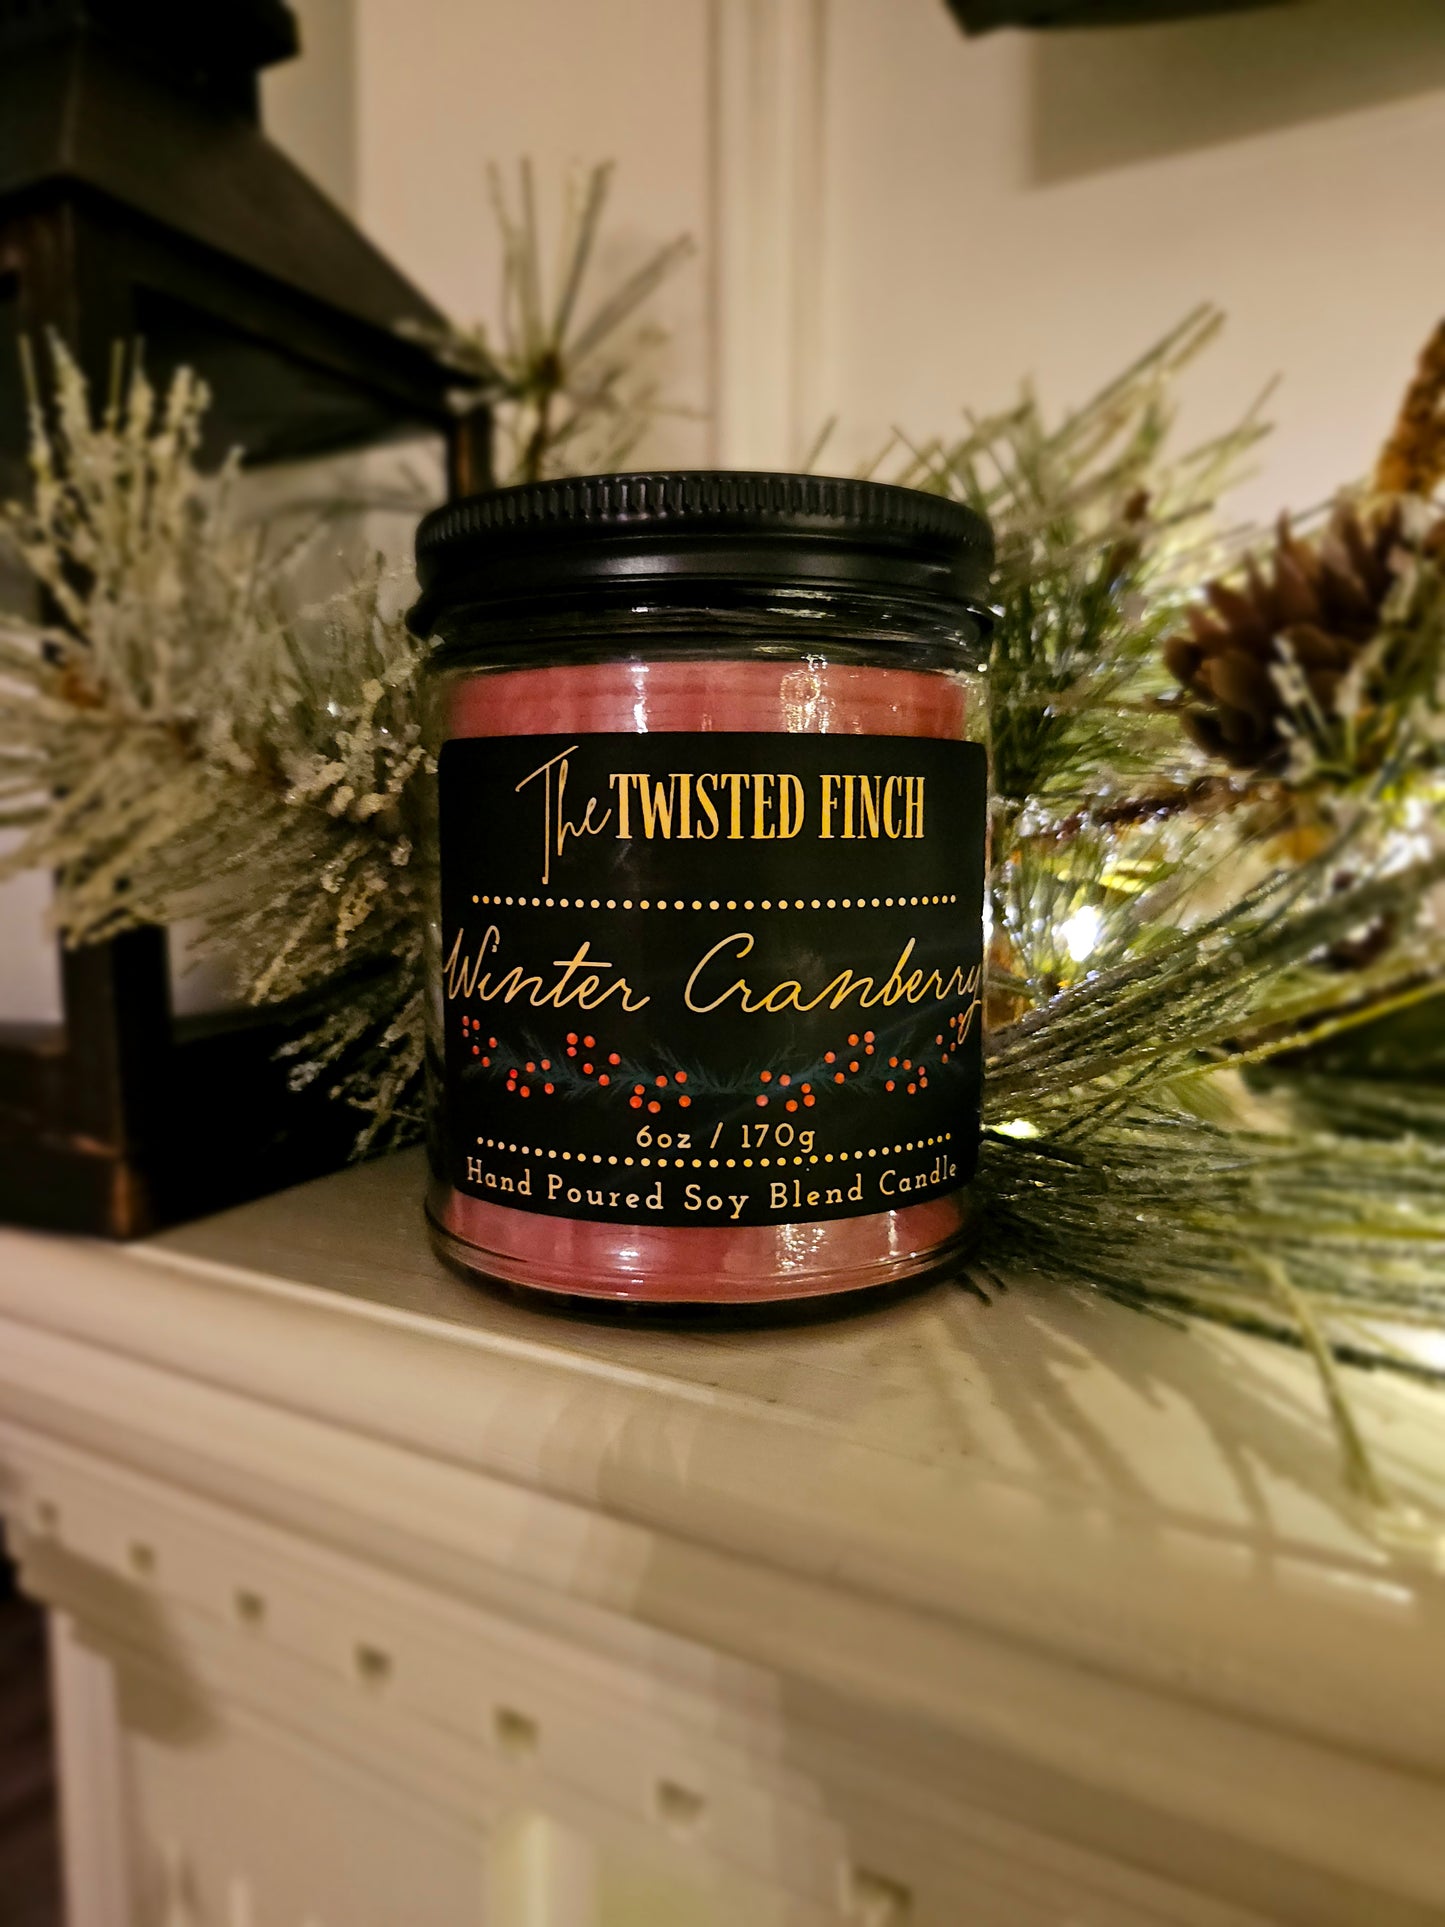 The TWISTED FINCH
Winter Cranberry
6oz / 170g
Hand Poured Soy Blend Candle